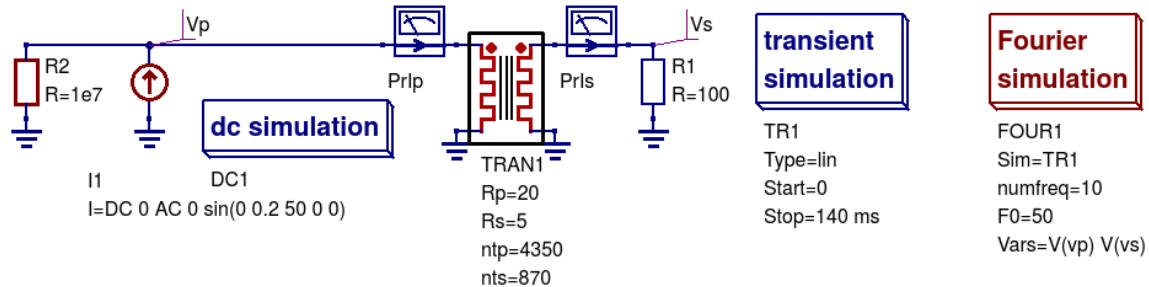 Vp
R2
R=1e7
I1
I=DC 0 AC 0 sin(0 0.2 50 0 0)
dc simulation
DC1
PrIp
TRAN1
Rp=20
Rs=5
ntp=4350
nts=870
PrIs
Vs
R1
R=100
transient
simulation
TR1
Type=lin
Start=0
Stop=140 ms
Fourier
simulation
FOUR1
Sim=TR1
numfreq=10
F0=50
Vars=V(vp) V(vs)